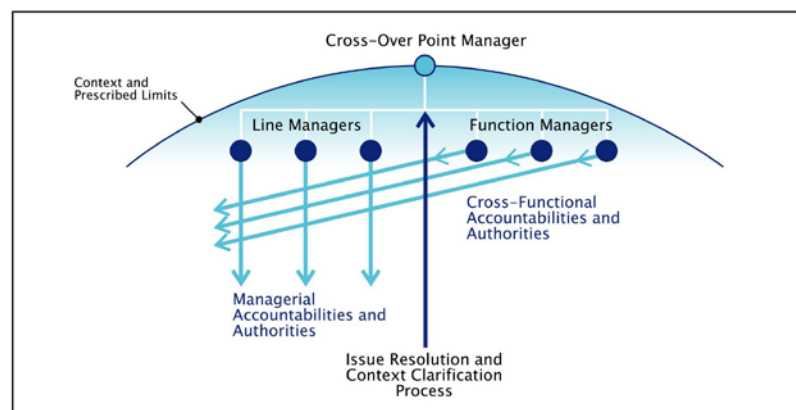 Cross-Over Point Manager
Context and
Prescribed Limits
Line Managers
Function Managers
Cross-Functional
Accountabilities and
Authorities
Managerial
Accountabilities and
Authorities
Issue Resolution and
Context Clarification
Process